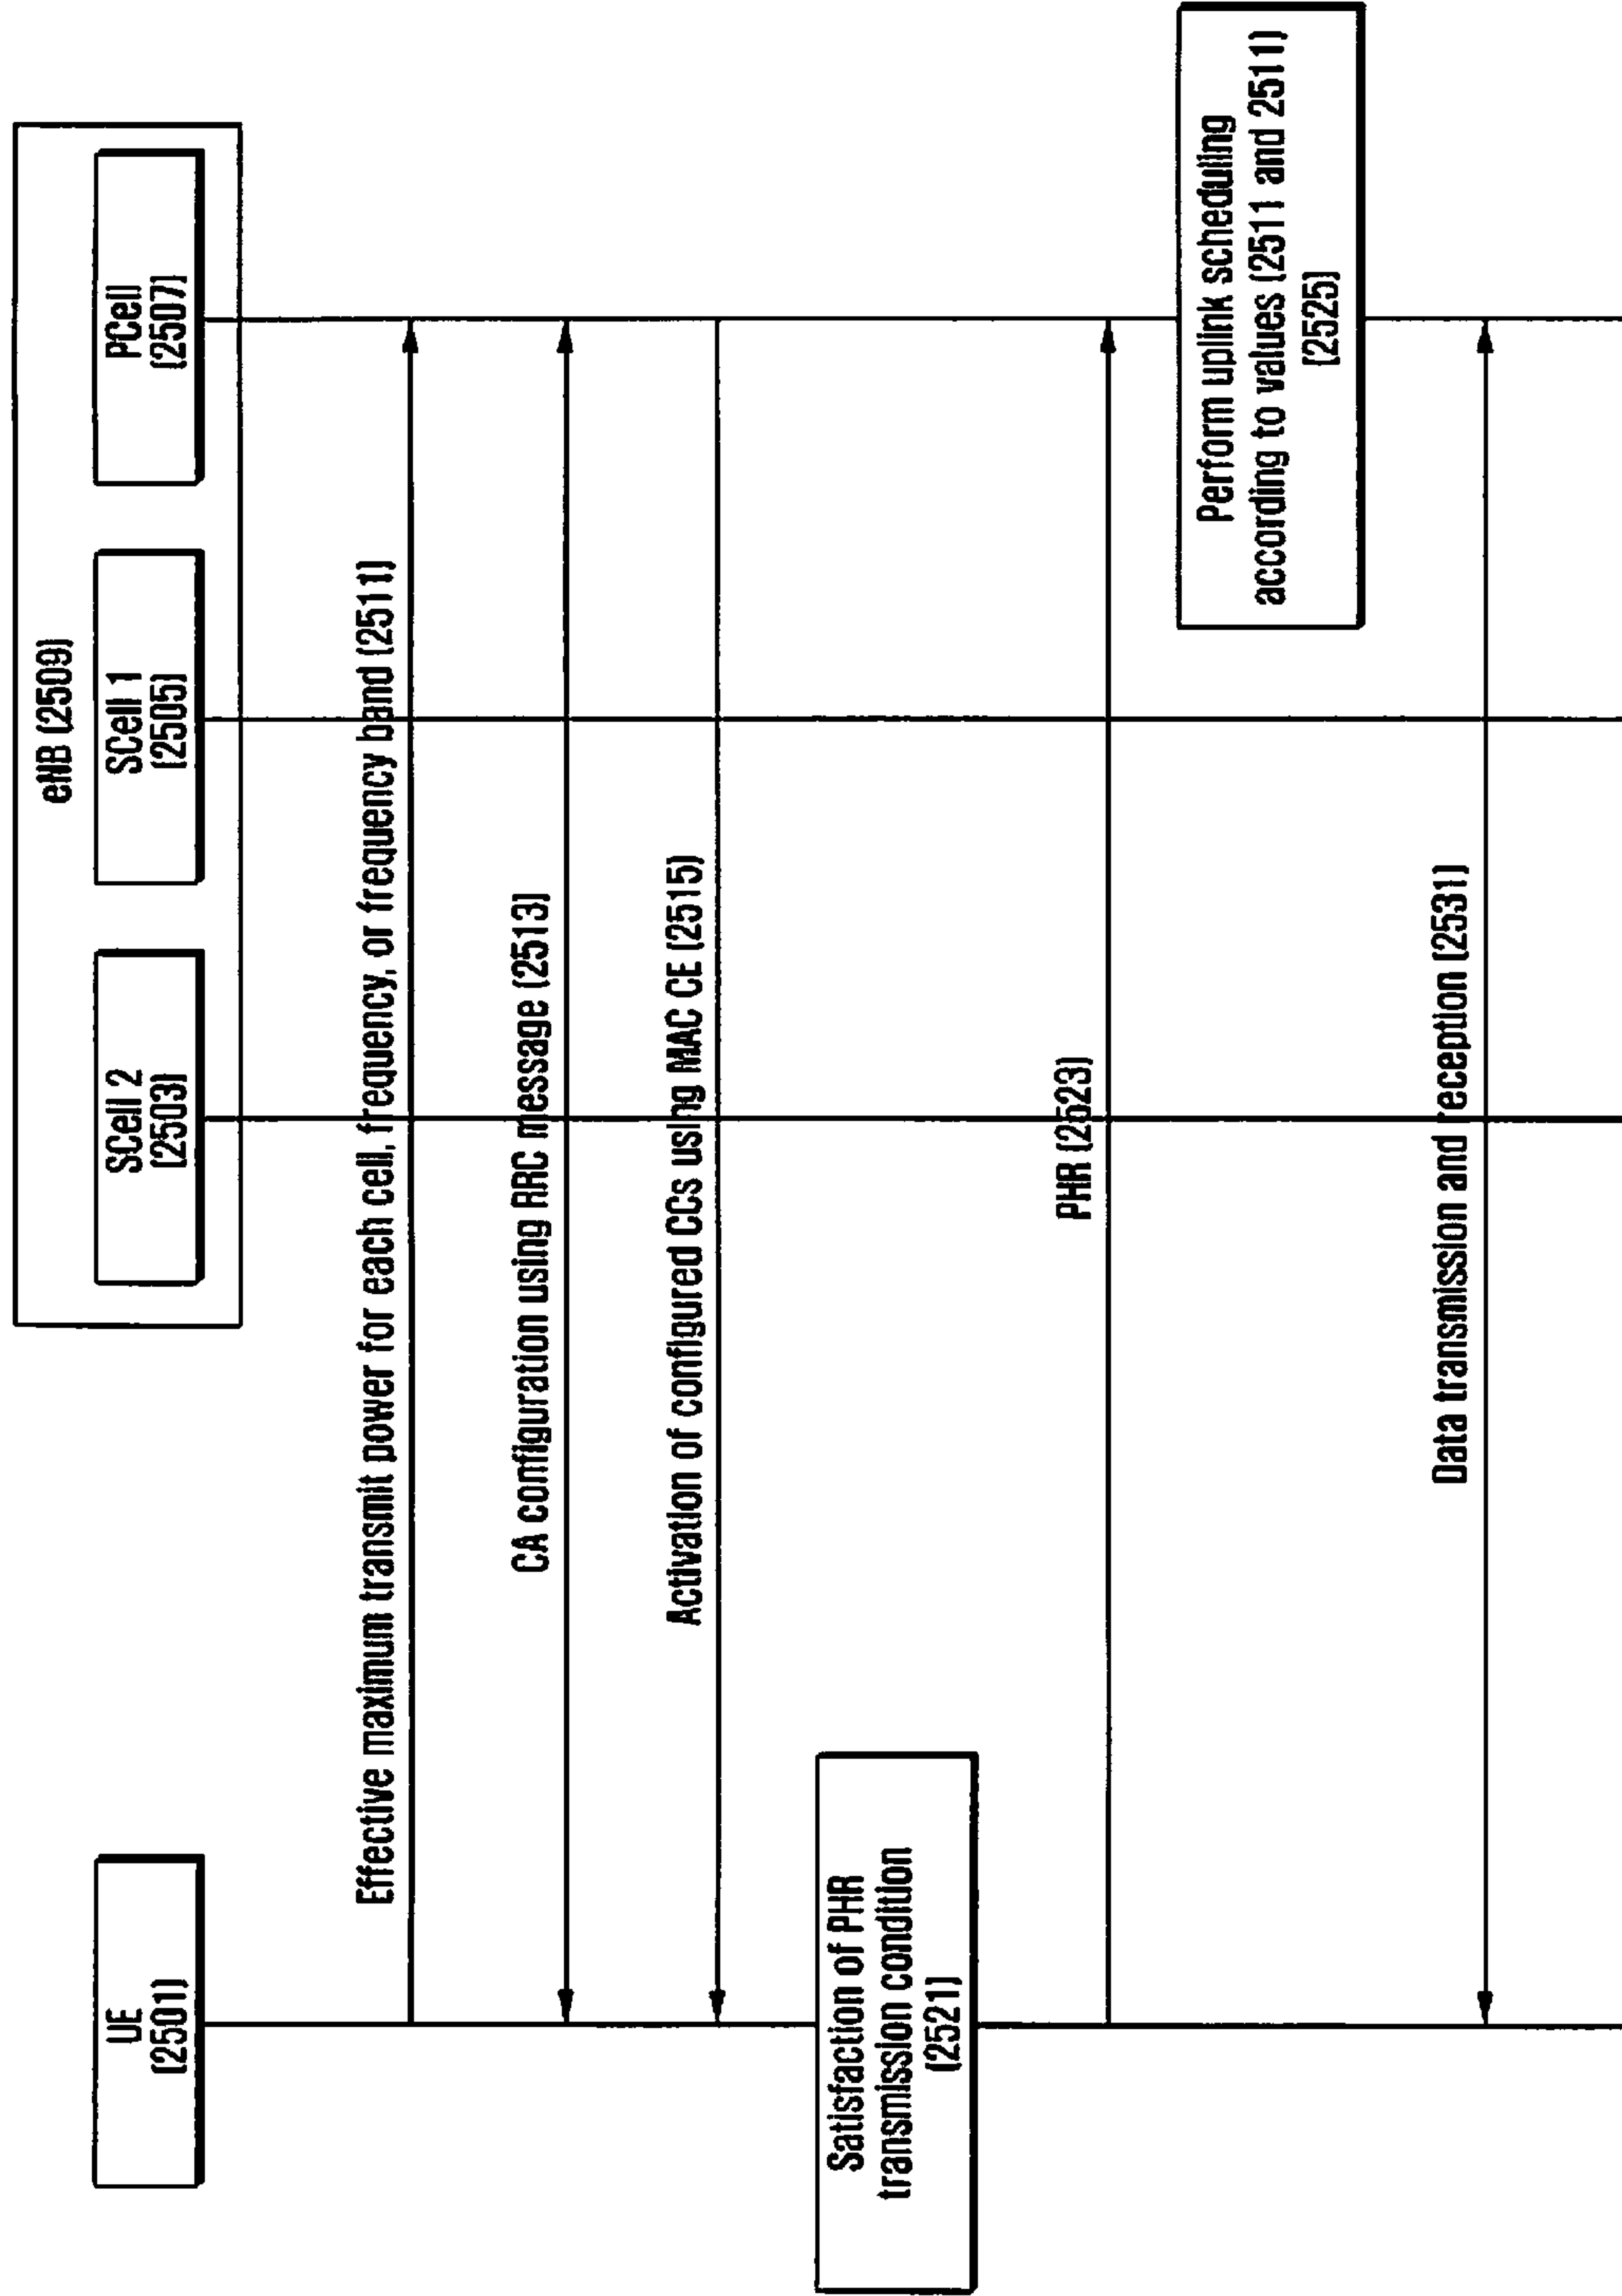 eNB (2509)
UE
(2501)
SCell 2
(2503)
SCell 1
(2505)
PCell
(2507)
Effective maximum transmit power for each cell, frequency, or frequency band (2511)
CA configuration using RRC message (2513)
Activation of configured CCs using MAC CE (2515)
Satisfaction of PHR
transmission condition
(2521)
PHR (2523)
Perform uplink scheduling
according to values (2511 and 2511)
(2525)
Data transmission and reception (2531)